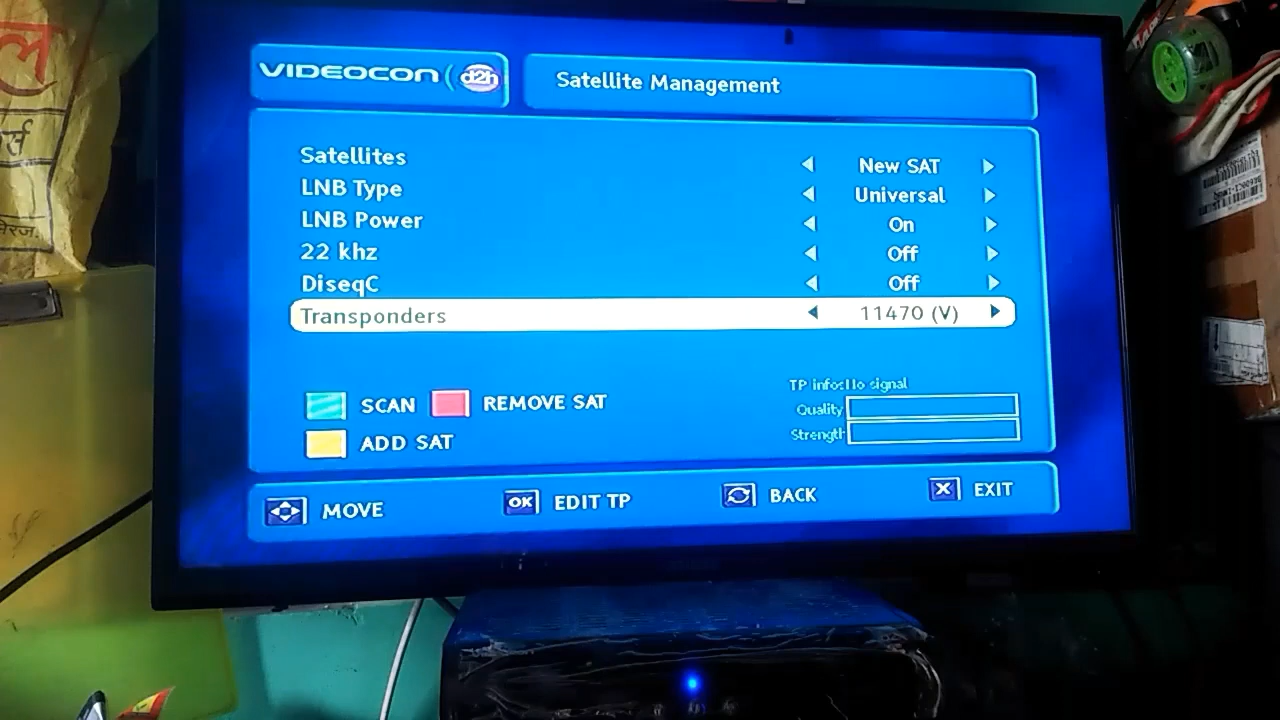 VIDEOCON d2h
Satellite Management
Satellites New SAT
LNB Type Universal
LNB Power On
22 khz Off
DiseqC Off
Transponders 11470 (V)
TP info:No signal
SCAN REMOVE SAT
Quality
ADD SAT
Strength
MOVE OK EDIT TP BACK X EXIT
ल
र्स